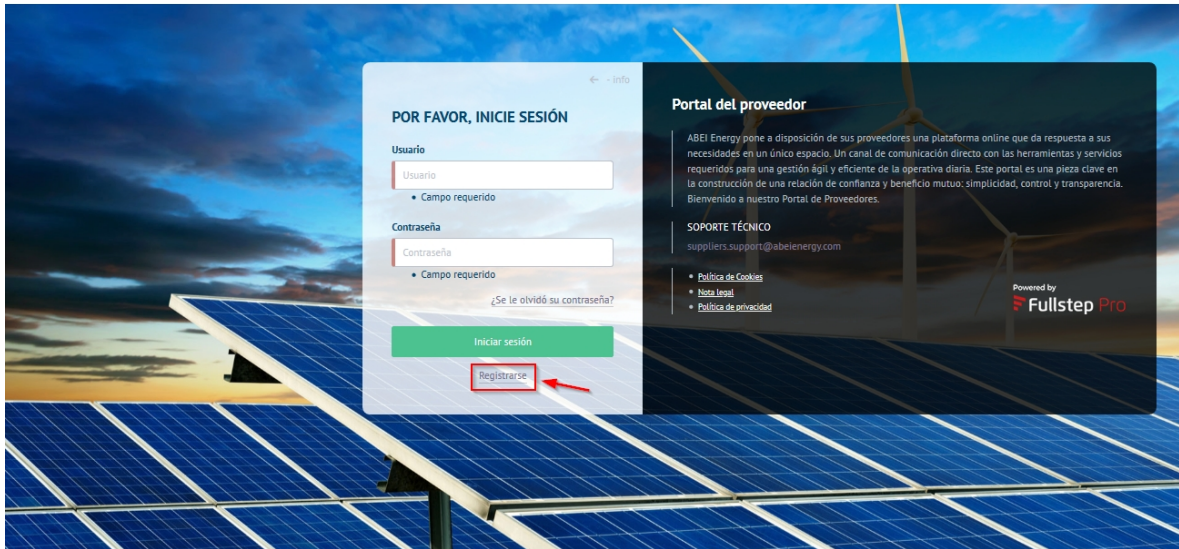 ← - Info
POR FAVOR, INICIE SESIÓN
Usuario
Usuario
• Campo requerido
Contraseña
Contraseña
• Campo requerido
¿Se le olvidó su contraseña?
Iniciar sesión
Registrarse
Portal del proveedor
ABEI Energy pone a disposición de sus proveedores una plataforma online que da respuesta a sus
necesidades en un único espacio. Un canal de comunicación directo con las herramientas y servicios
requeridos para una gestión ágil y eficiente de la operativa diaria. Este portal es una pieza clave en
la construcción de una relación de confianza y beneficio mutuo: simplicidad, control y transparencia.
Bienvenido a nuestro Portal de Proveedores.
SOPORTE TÉCNICO
suppliers.support@abeienergy.com
• Política de Cookies
• Nota legal
• Política de privacidad
Powered by
Fullstep Pro